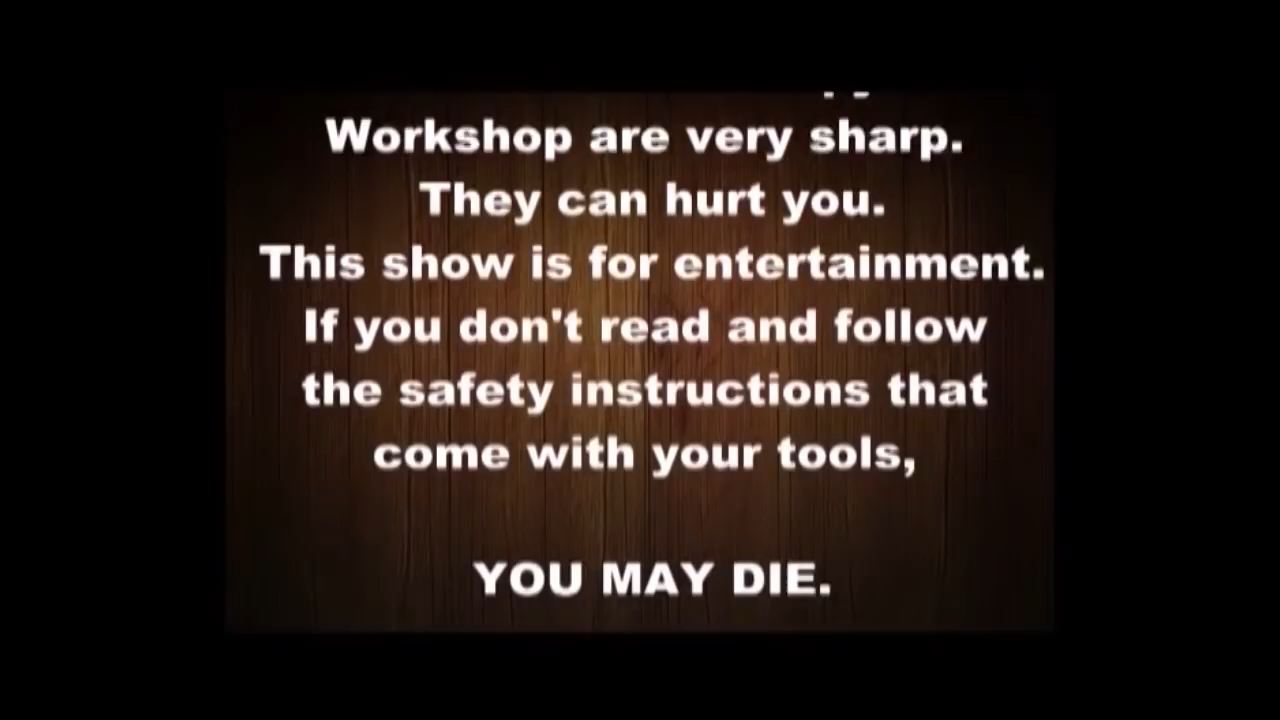 Workshop are very sharp.
They can hurt you.
This show is for entertainment.
If you don't read and follow
the safety instructions that
come with your tools,
YOU MAY DIE.